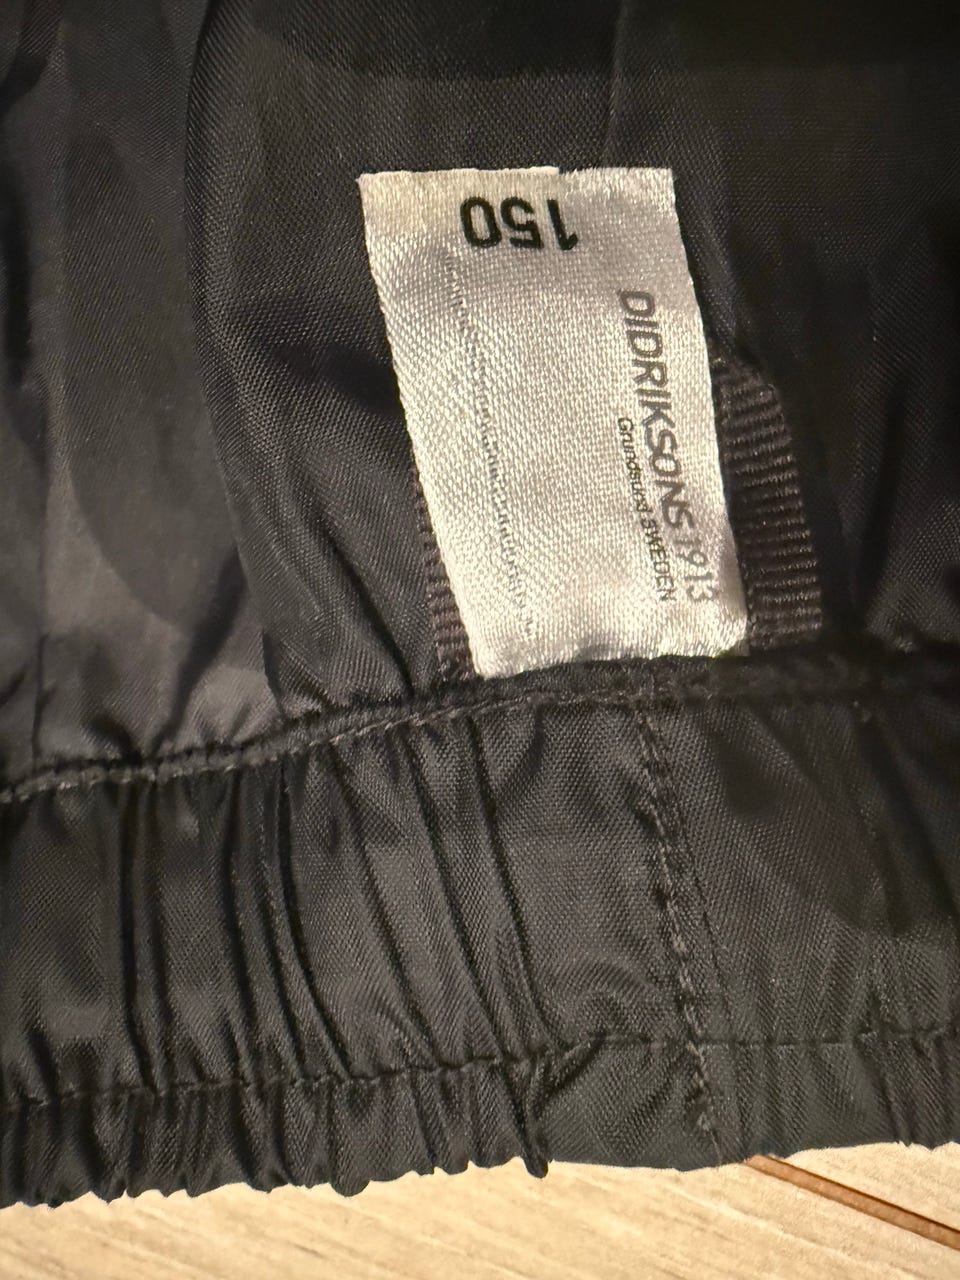 150
DIDRIKSONS 1913
Grundsund SWEDEN